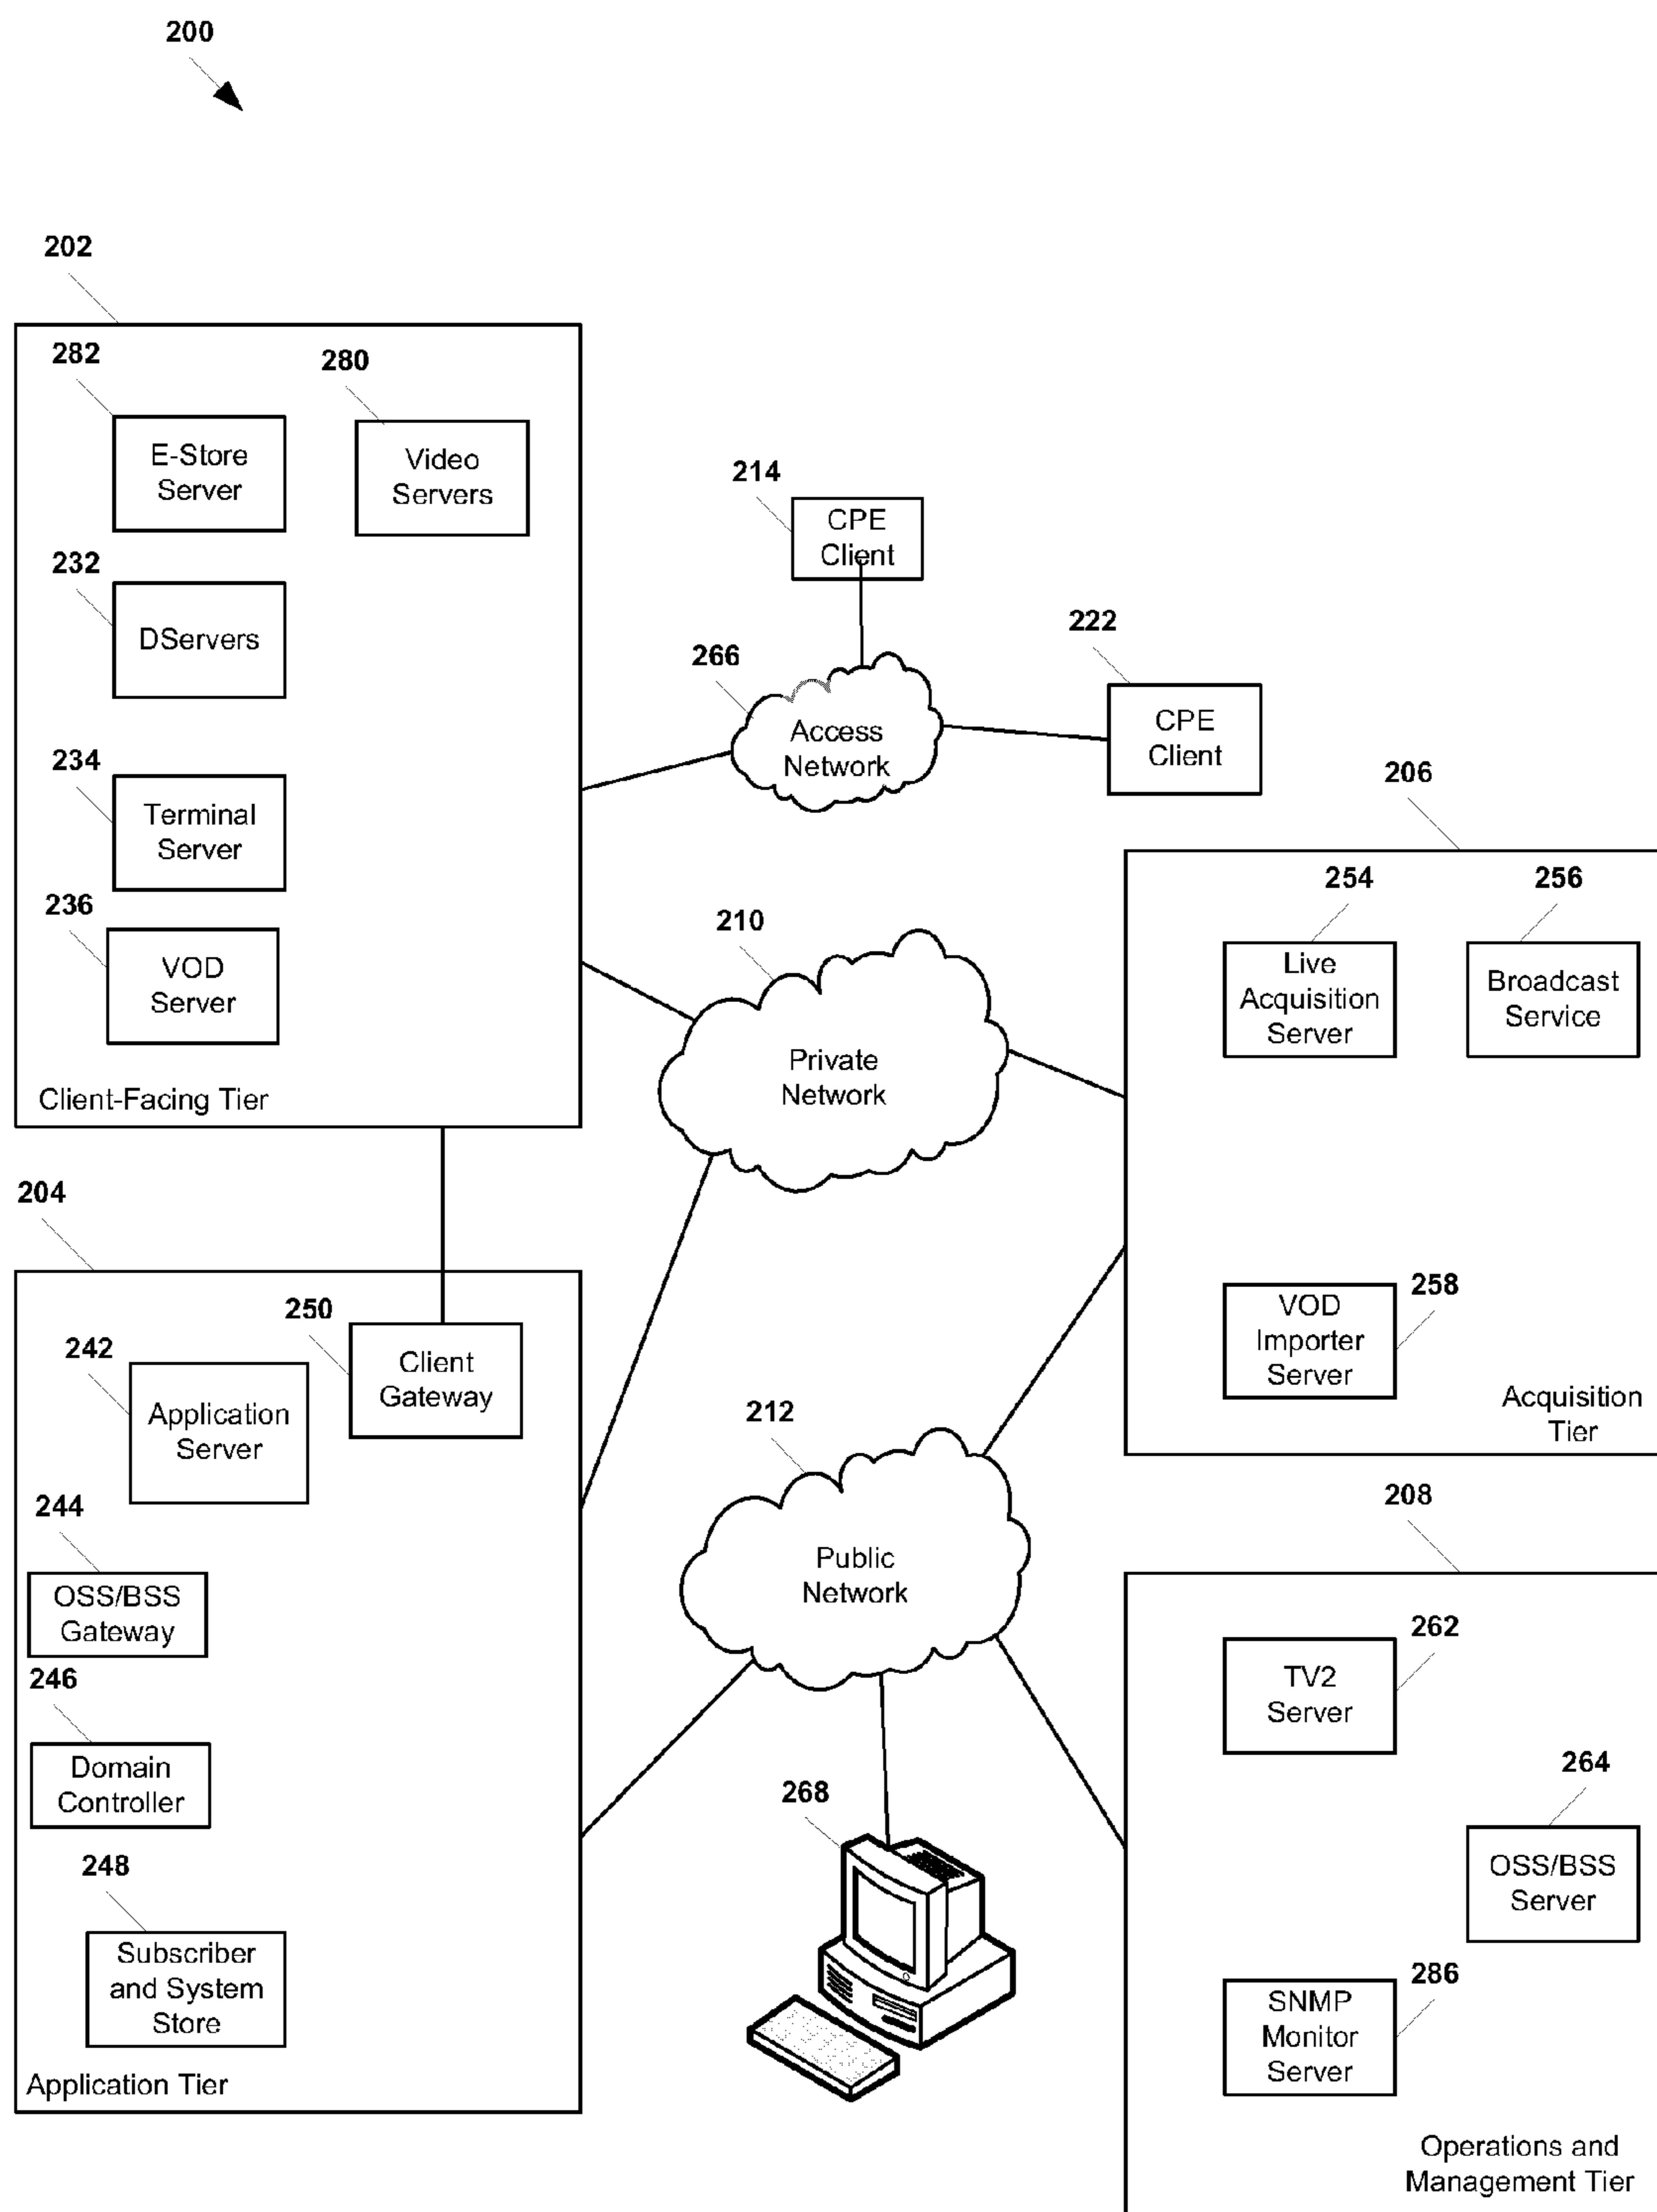 200
202
282
280
E-Store
Server
Video
Servers
232
DServers
234
Terminal
Server
236
VOD
Server
Client-Facing Tier
214
CPE
Client
222
CPE
Client
266
Access
Network
206
254
256
Live
Acquisition
Server
Broadcast
Service
258
VOD
Importer
Server
Acquisition
Tier
210
Private
Network
204
250
Client
Gateway
242
Application
Server
244
OSS/BSS
Gateway
246
Domain
Controller
248
Subscriber
and System
Store
Application Tier
212
Public
Network
268
208
262
TV2
Server
264
OSS/BSS
Server
286
SNMP
Monitor
Server
Operations and
Management Tier